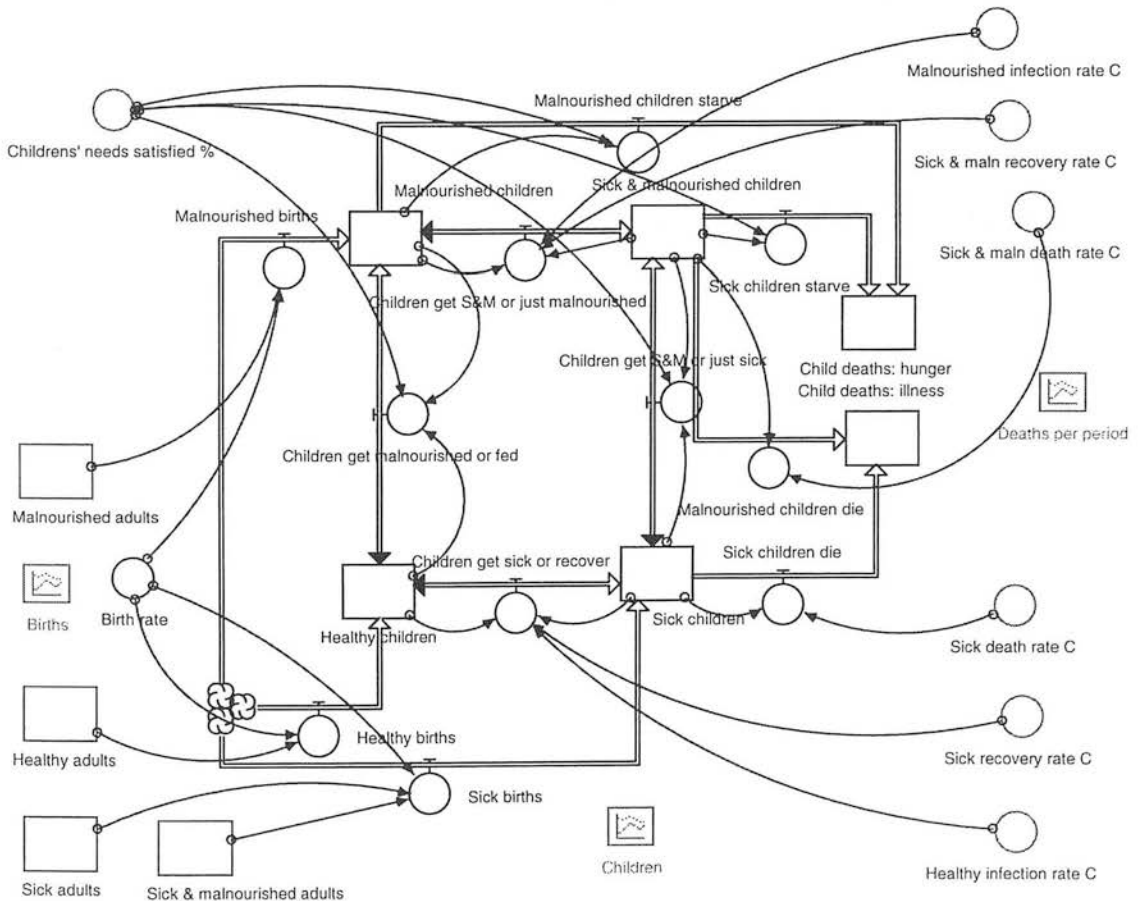 Malnourished infection rate C
Malnourished children starve
Childrens' needs satisfied %
Sick & maln recovery rate C
Malnourished children
Sick & malnourished children
Malnourished births
Sick & maln death rate C
Sick children starve
Children get S&M or just malnourished
Children get S&M or just sick
Child deaths: hunger
Child deaths: illness
Deaths per period
Children get malnourished or fed
Malnourished adults
Malnourished children die
Sick children die
Children get sick or recover
Births
Birth rate
Healthy children
Sick children
Sick death rate C
Healthy births
Healthy adults
Sick recovery rate C
Sick births
Children
Healthy infection rate C
Sick adults
Sick & malnourished adults